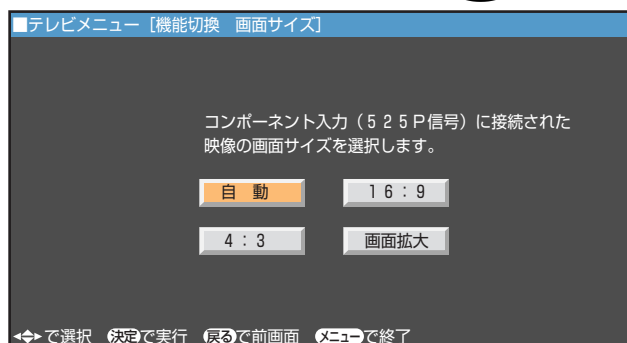 ■テレビメニュー［機能切換　画面サイズ］
コンポーネント入力（５２５Ｐ信号）に接続された
映像の画面サイズを選択します。
自　動　１６：９
４：３　画面拡大
で選択　決定で実行　戻るで前画面　メニューで終了